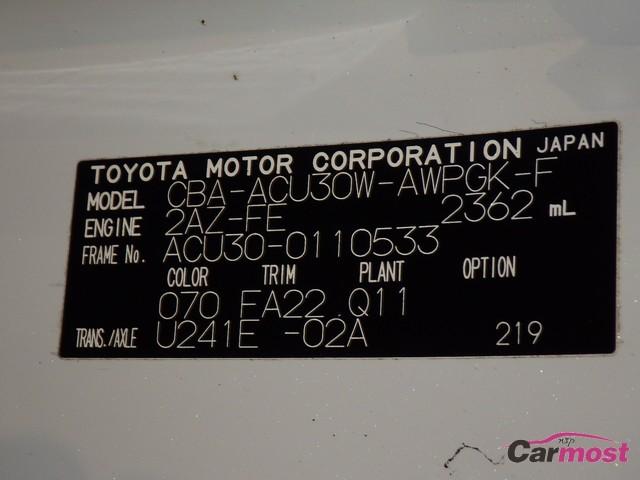 TOYOTA MOTOR CORPORATION JAPAN
MODEL CBA-ACU30W-AWPGK-F
ENGINE 2AZ-FE 2362 mL
FRAME No. ACU30-0110533
COLOR TRIM PLANT OPTION
070 FA22 Q11
TRANS./AXLE U241E -02A 219
Carmost